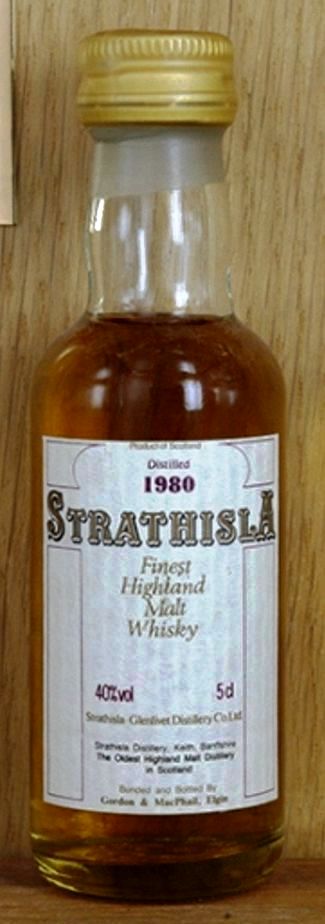 Product of Scotland
Distilled
1980
STRATHISLA
Finest
Highland
Malt
Whisky
40%vol 5cl
Strathisla-Glenlivet Distillery Co. Ltd.
Strathisla Distillery, Keith, Banffshire
The Oldest Highland Malt Distillery
in Scotland
Bonded and Bottled By
Gordon & MacPhail, Elgin